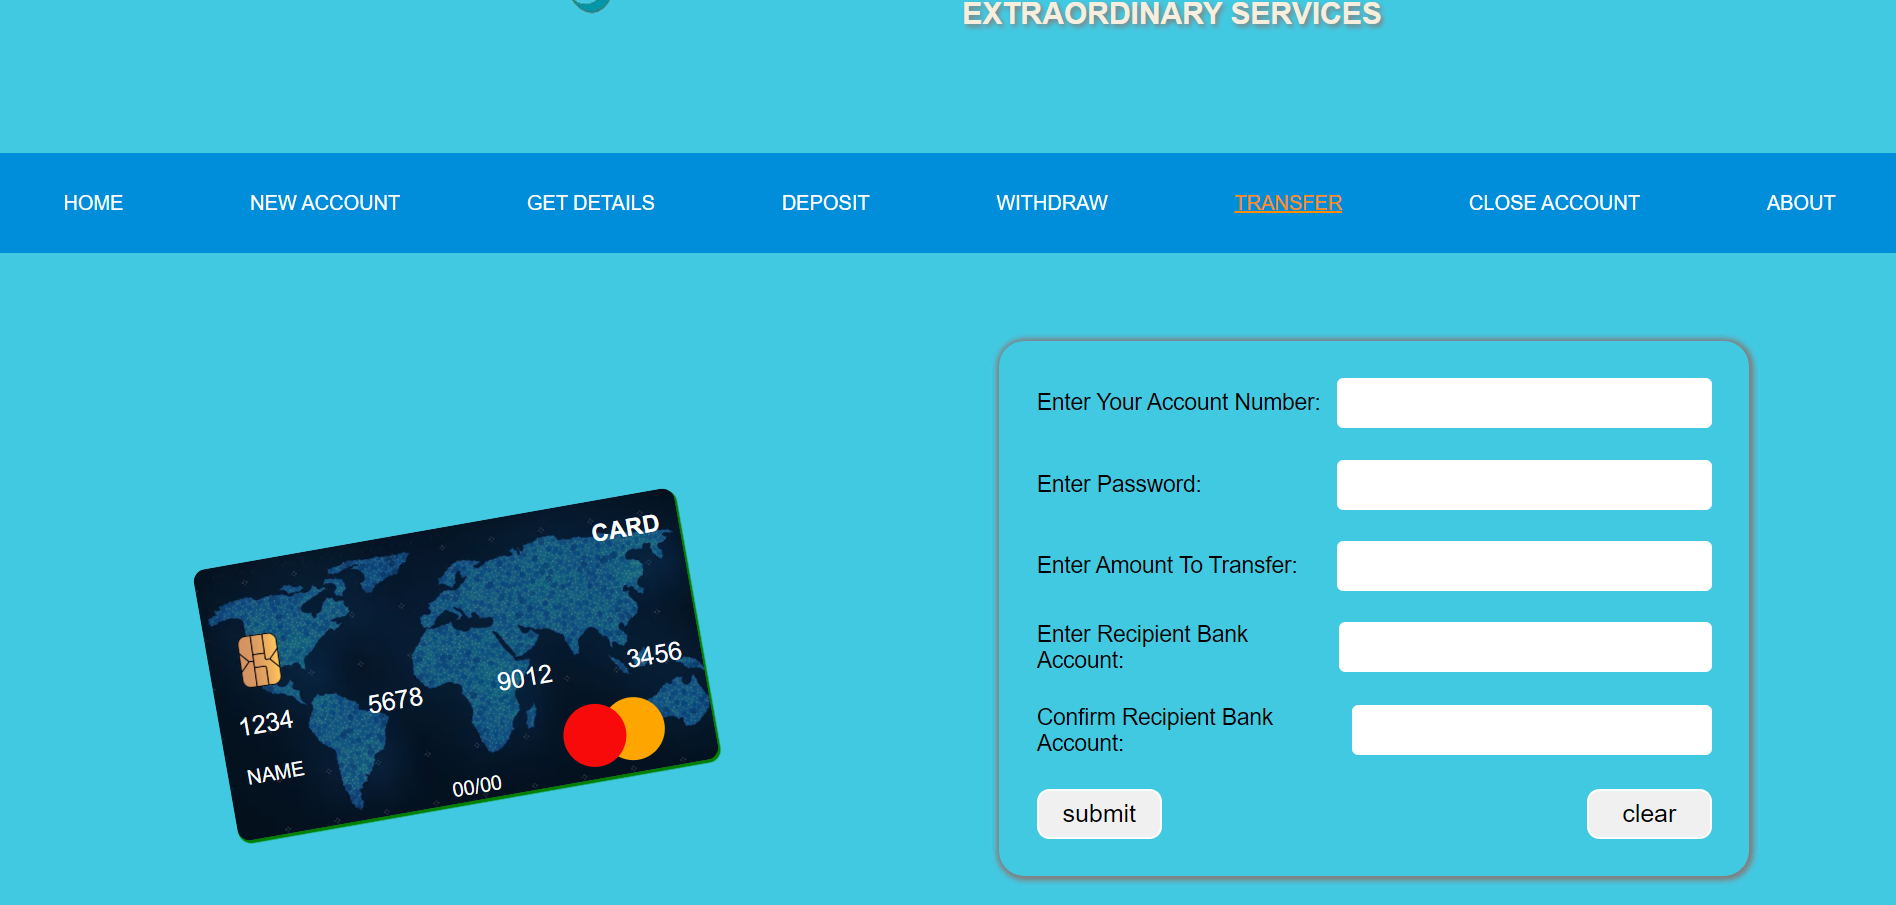 EXTRAORDINARY SERVICES
HOME
NEW ACCOUNT
GET DETAILS
DEPOSIT
WITHDRAW
TRANSFER
CLOSE ACCOUNT
ABOUT
CARD
1234 5678 9012 3456
NAME
00/00
Enter Your Account Number:
Enter Password:
Enter Amount To Transfer:
Enter Recipient Bank
Account:
Confirm Recipient Bank
Account:
submit
clear